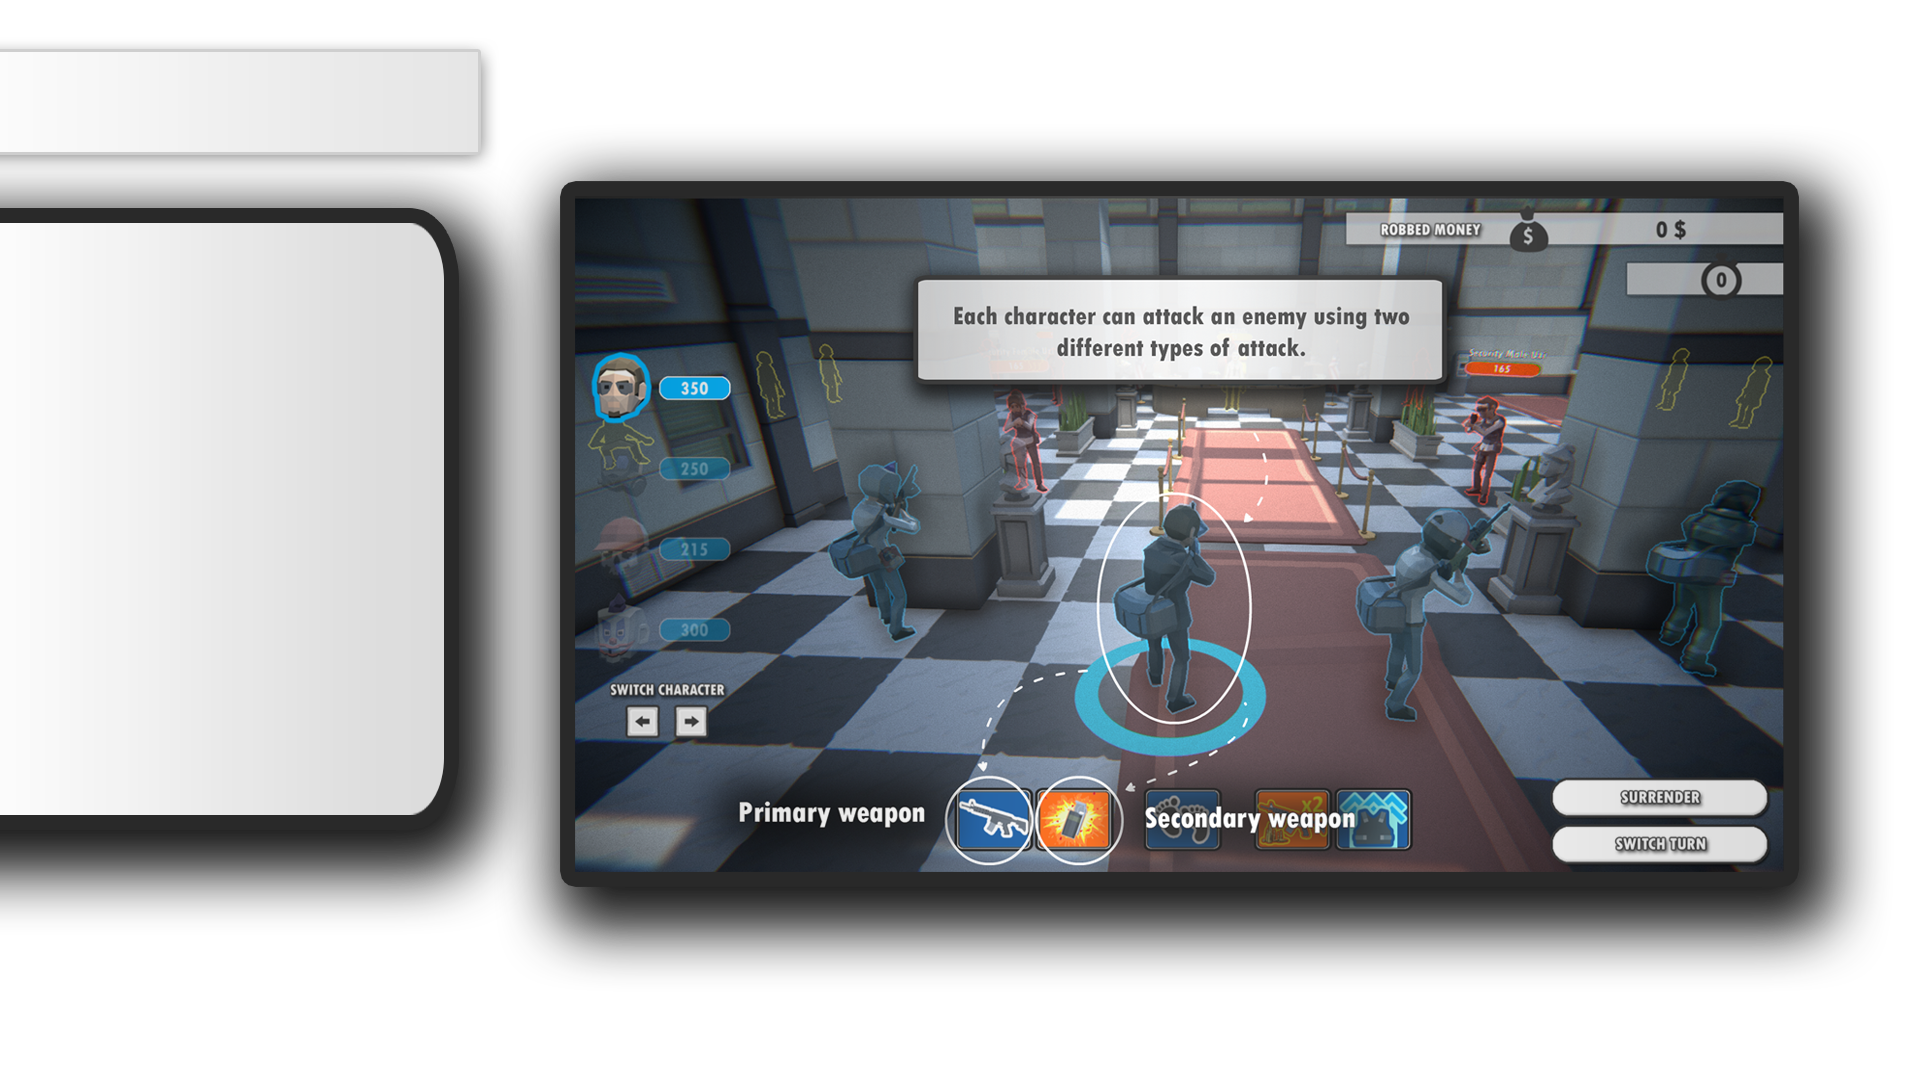 ROBBED MONEY
$
0 $
0
Each character can attack an enemy using two
different types of attack.
165
350
250
215
300
SWITCH CHARACTER
Primary weapon
Secondary weapon
x2
SURRENDER
SWITCH TURN